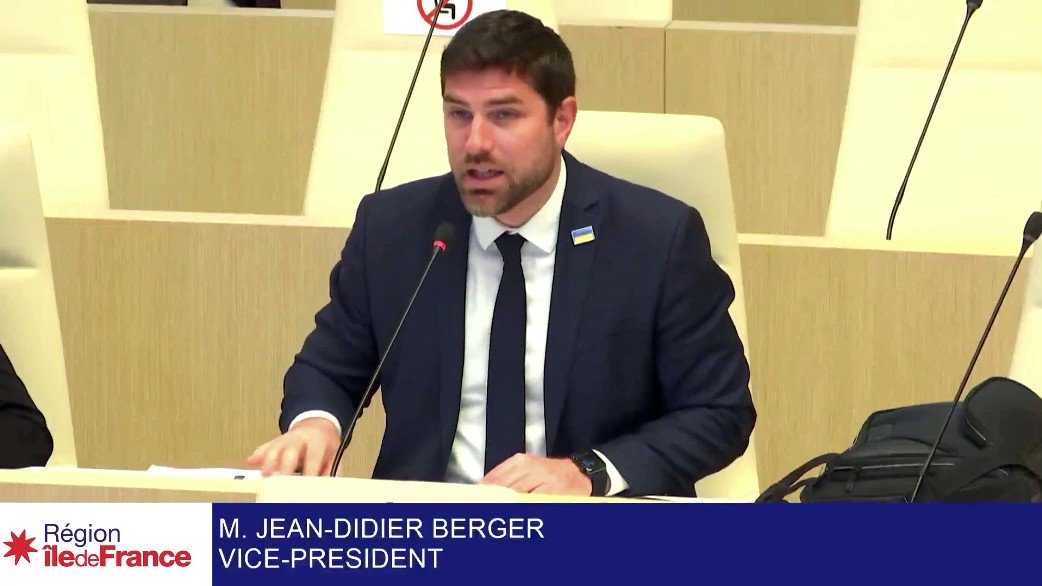 Région
îledeFrance
M. JEAN-DIDIER BERGER
VICE-PRESIDENT